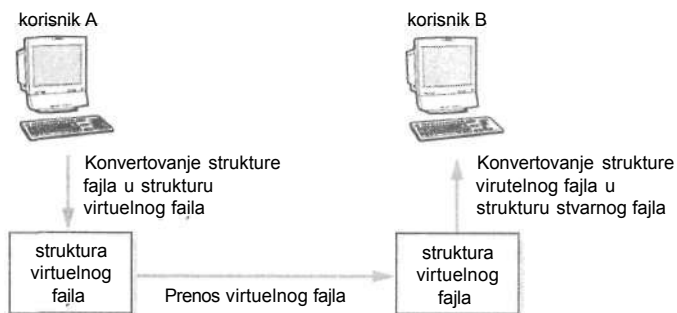 korisnik A
korisnik B
Konvertovanje strukture
fajla u strukturu
virtuelnog fajla
Konvertovanje strukture
virutelnog fajla u
strukturu stvarnog fajla
struktura
virtuelnog
fajla
Prenos virtuelnog fajla
struktura
virtuelnog
fajla